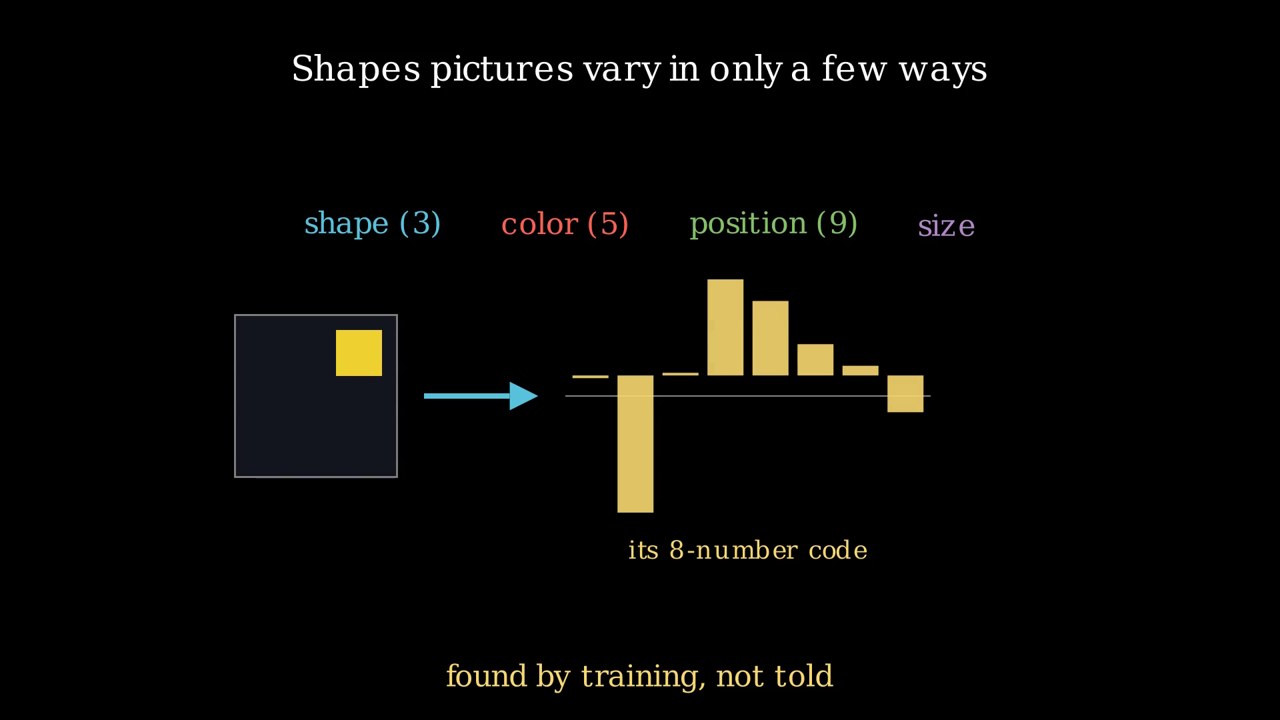 Shapes pictures vary in only a few ways
shape (3) color (5) position (9) size
its 8-number code
found by training, not told